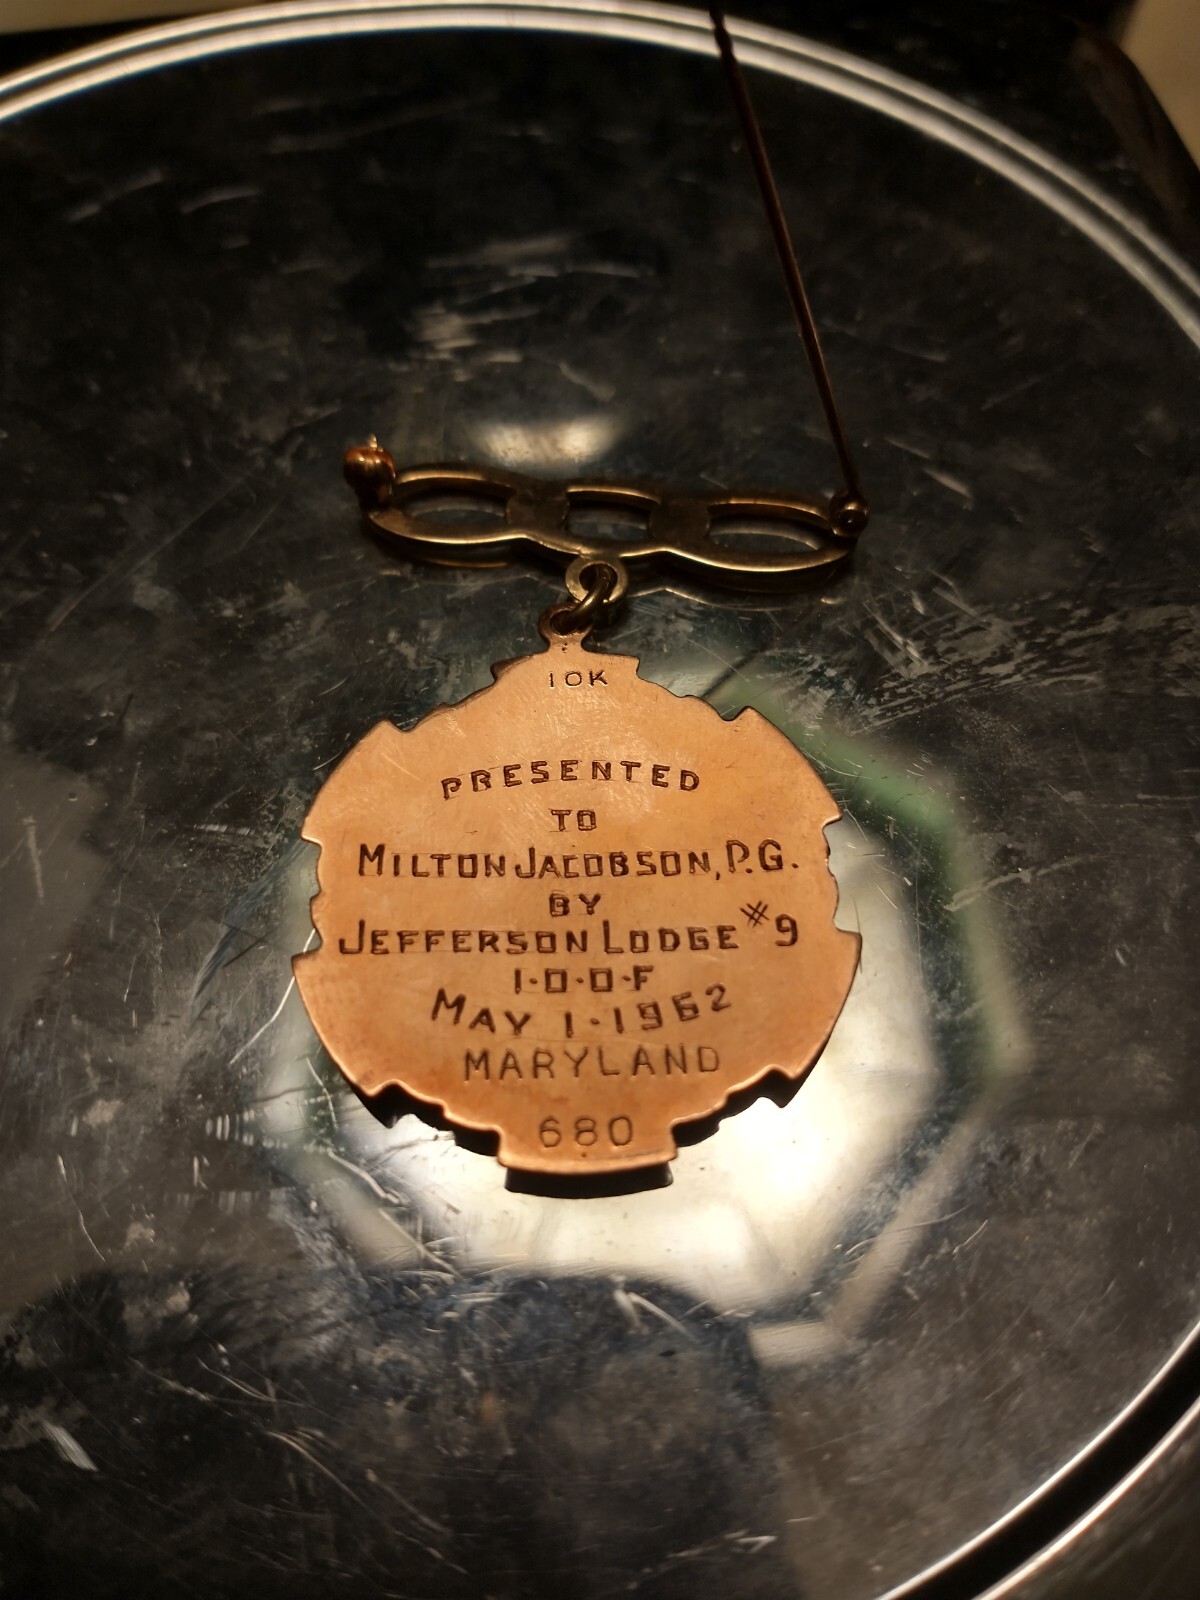 10K
PRESENTED
TO
MILTON JACOBSON, P.G.
BY
JEFFERSON LODGE #9
I·O·O·F
MAY 1·1962
MARYLAND
680